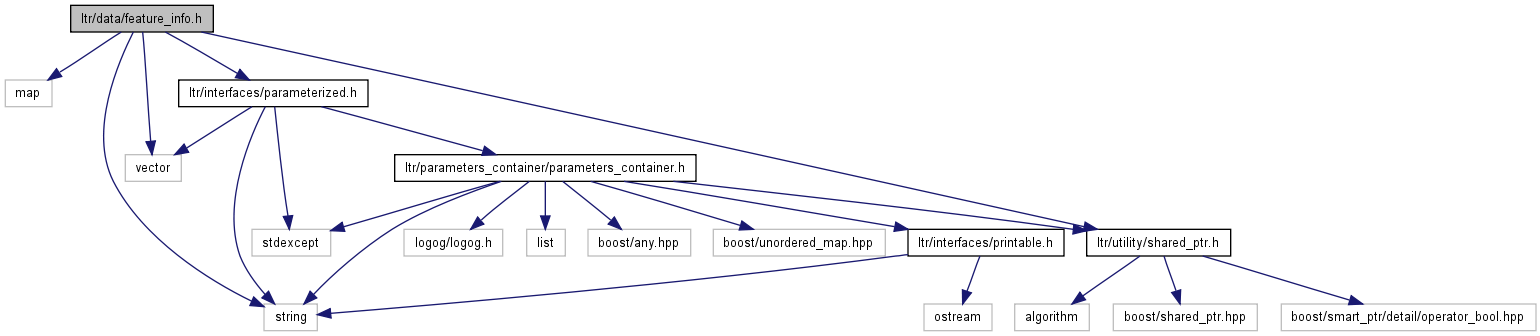 ltr/data/feature_info.h
map
ltr/interfaces/parameterized.h
vector
ltr/parameters_container/parameters_container.h
stdexcept
logog/logog.h
list
boost/any.hpp
boost/unordered_map.hpp
ltr/interfaces/printable.h
ltr/utility/shared_ptr.h
string
ostream
algorithm
boost/shared_ptr.hpp
boost/smart_ptr/detail/operator_bool.hpp